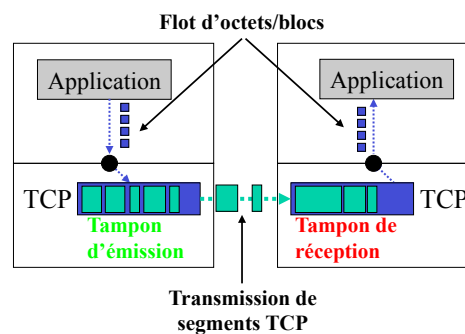 Flot d'octets/blocs
Application
Application
TCP
TCP
Tampon
d'émission
Tampon de
réception
Transmission de
segments TCP